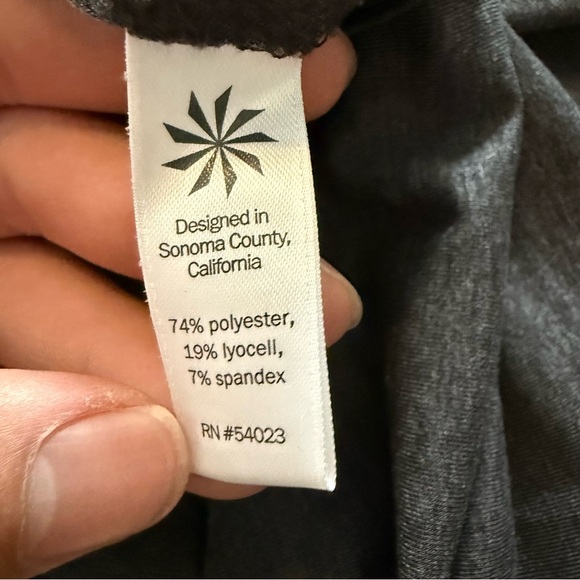 Designed in
Sonoma County,
California
74% polyester,
19% lyocell,
7% spandex
RN #54023